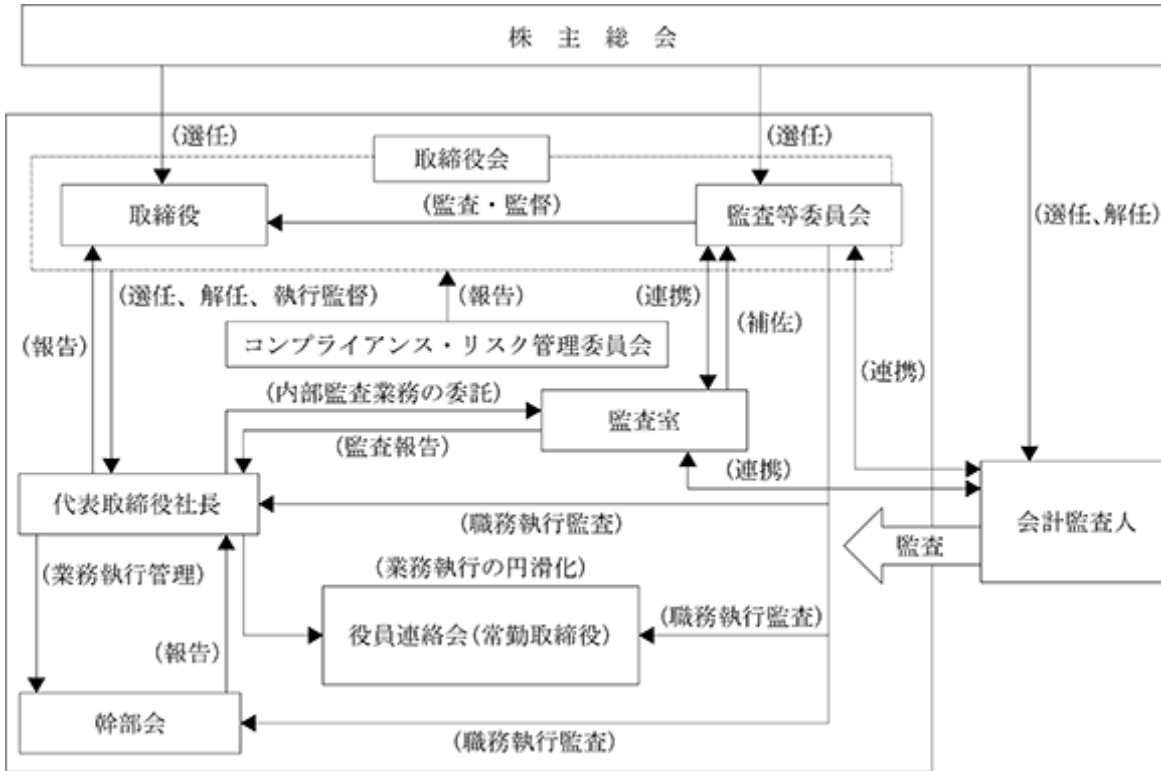 株主総会
(選任)
(選任)
取締役会
取締役
(監査・監督)
監査等委員会
(選任、解任)
(選任、解任、執行監督)
(報告)
(連携)
(補佐)
(報告)
コンプライアンス・リスク管理委員会
(連携)
(内部監査業務の委託)
監査室
(監査報告)
(連携)
代表取締役社長
会計監査人
(職務執行監査)
監査
(業務執行管理)
(業務執行の円滑化)
役員連絡会(常勤取締役)
(職務執行監査)
(報告)
幹部会
(職務執行監査)